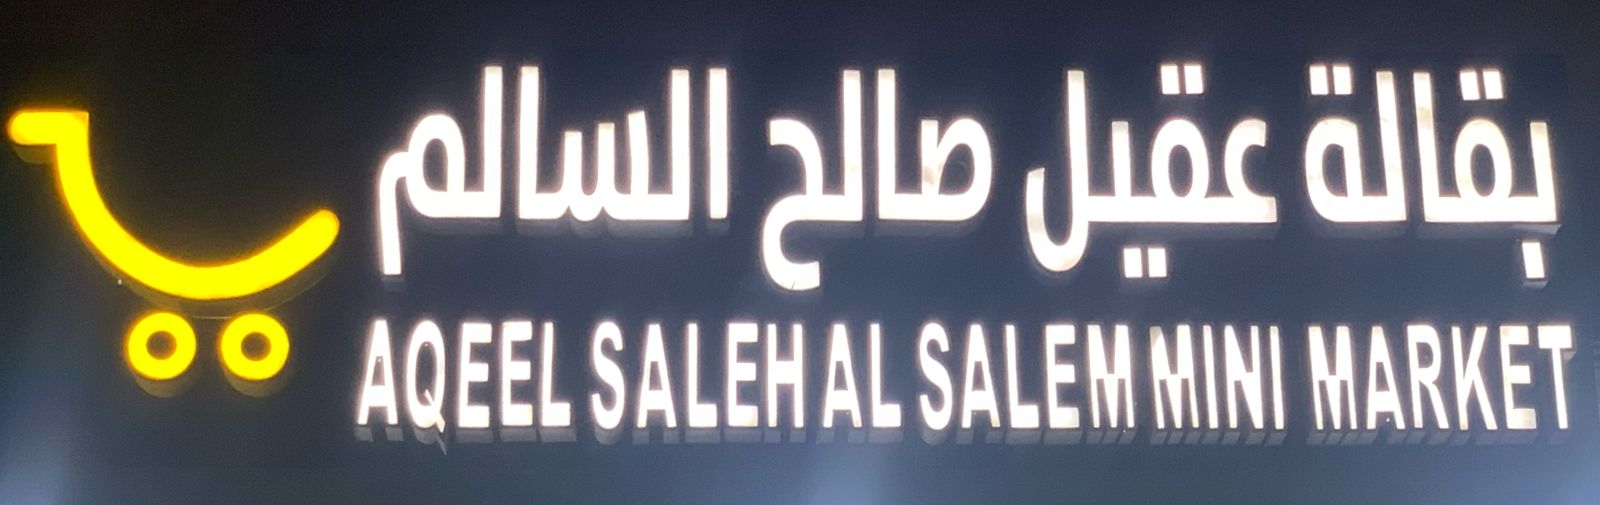 بقالة عقيل صالح السالم
AQEEL SALEH AL SALEM MINI MARKET